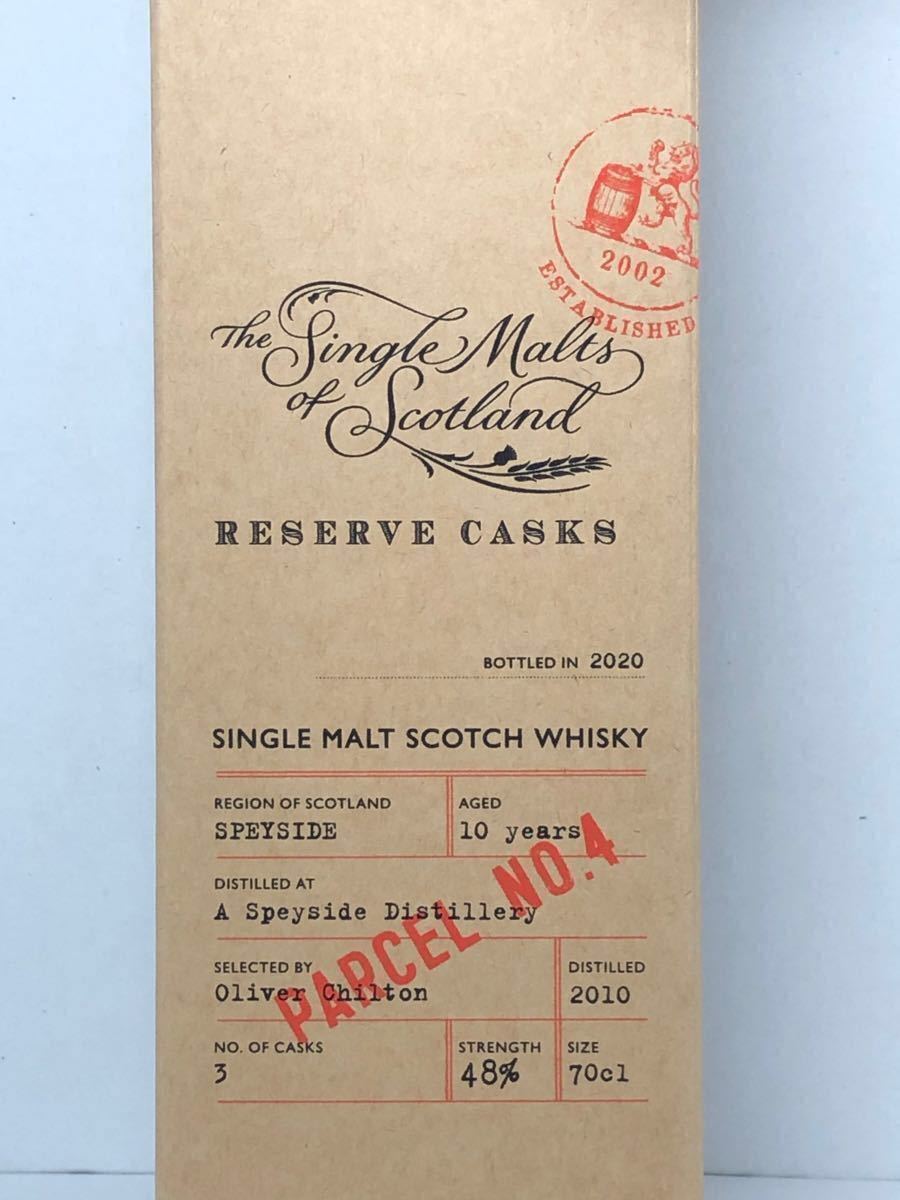 2002
ESTABLISHED
The Single Malts
of Scotland
RESERVE CASKS
BOTTLED IN 2020
SINGLE MALT SCOTCH WHISKY
REGION OF SCOTLAND
SPEYSIDE
AGED
10 years
DISTILLED AT
A Speyside Distillery
PARCEL NO.4
SELECTED BY
Oliver Chilton
DISTILLED
2010
NO. OF CASKS
3
STRENGTH
48%
SIZE
70cl